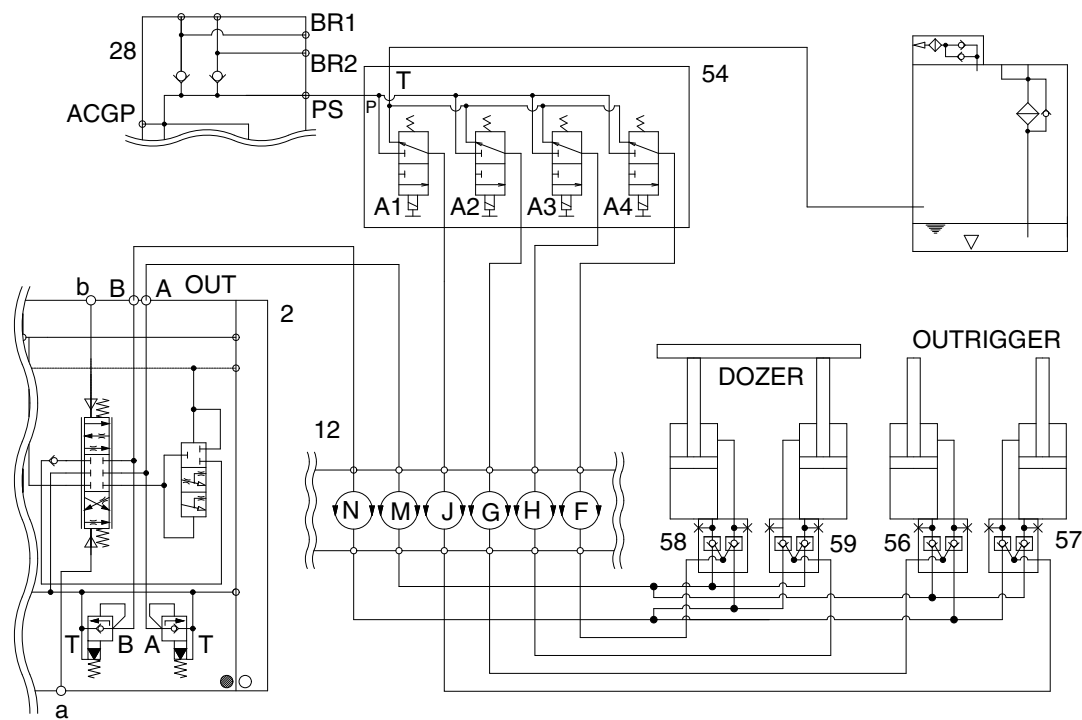 BR1
28
BR2
T
54
ACGP
PS
P
A1 A2 A3 A4
b B A OUT
2
OUTRIGGER
DOZER
12
N M J G H F
58 59 56 57
T B A T
a